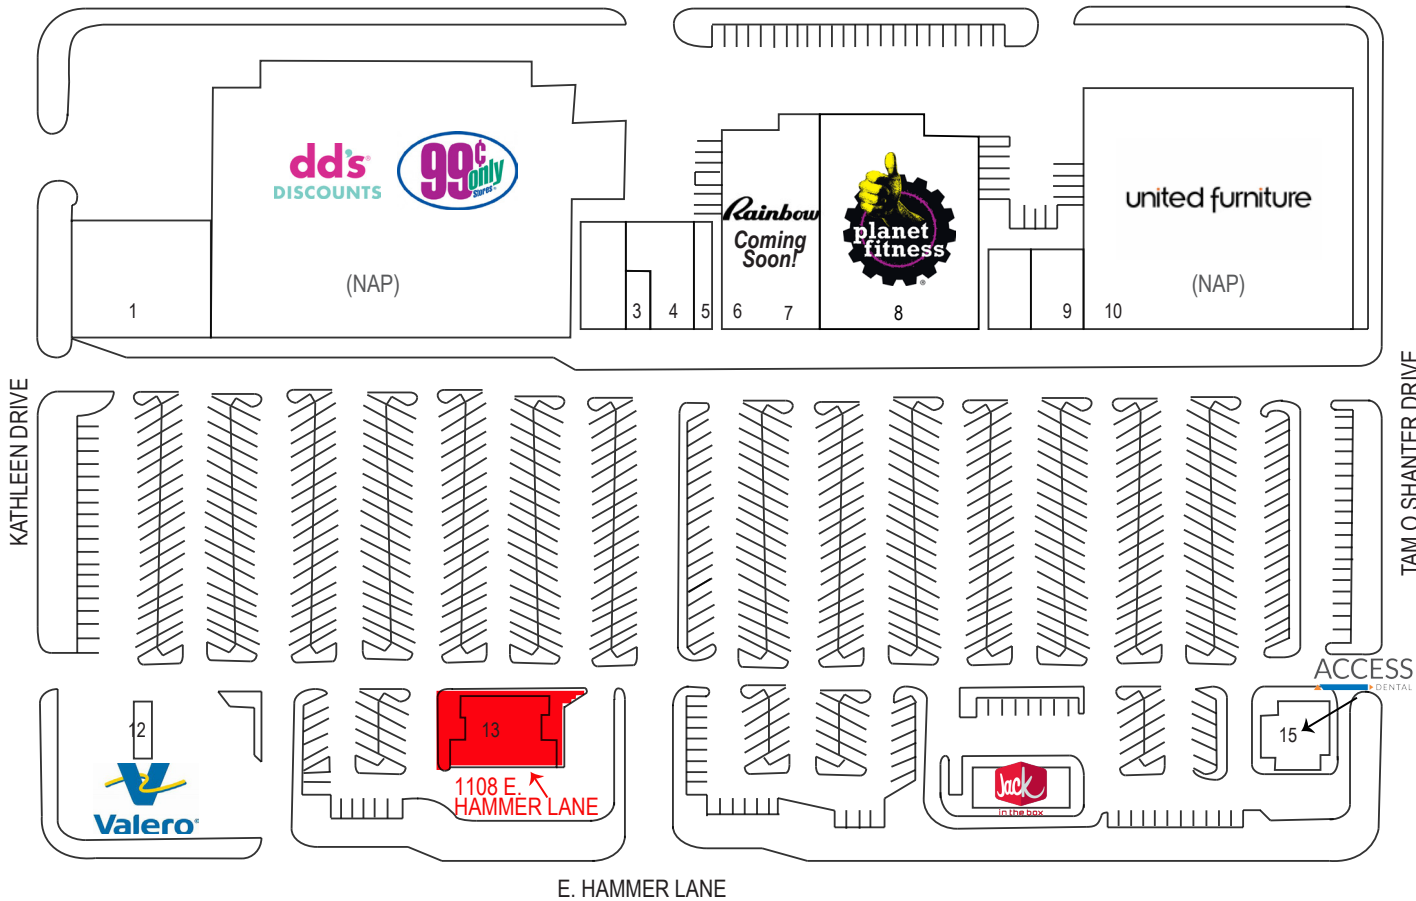 dd's
DISCOUNTS
99¢
only
Stores
Rainbow
Coming
Soon!
planet
fitness
united furniture
(NAP)
(NAP)
1
3
4
5
6
7
8
9
10
KATHLEEN DRIVE
TAM O SHANTER DRIVE
ACCESS
DENTAL
12
13
15
Valero
1108 E.
HAMMER LANE
Jack
in the box
E. HAMMER LANE